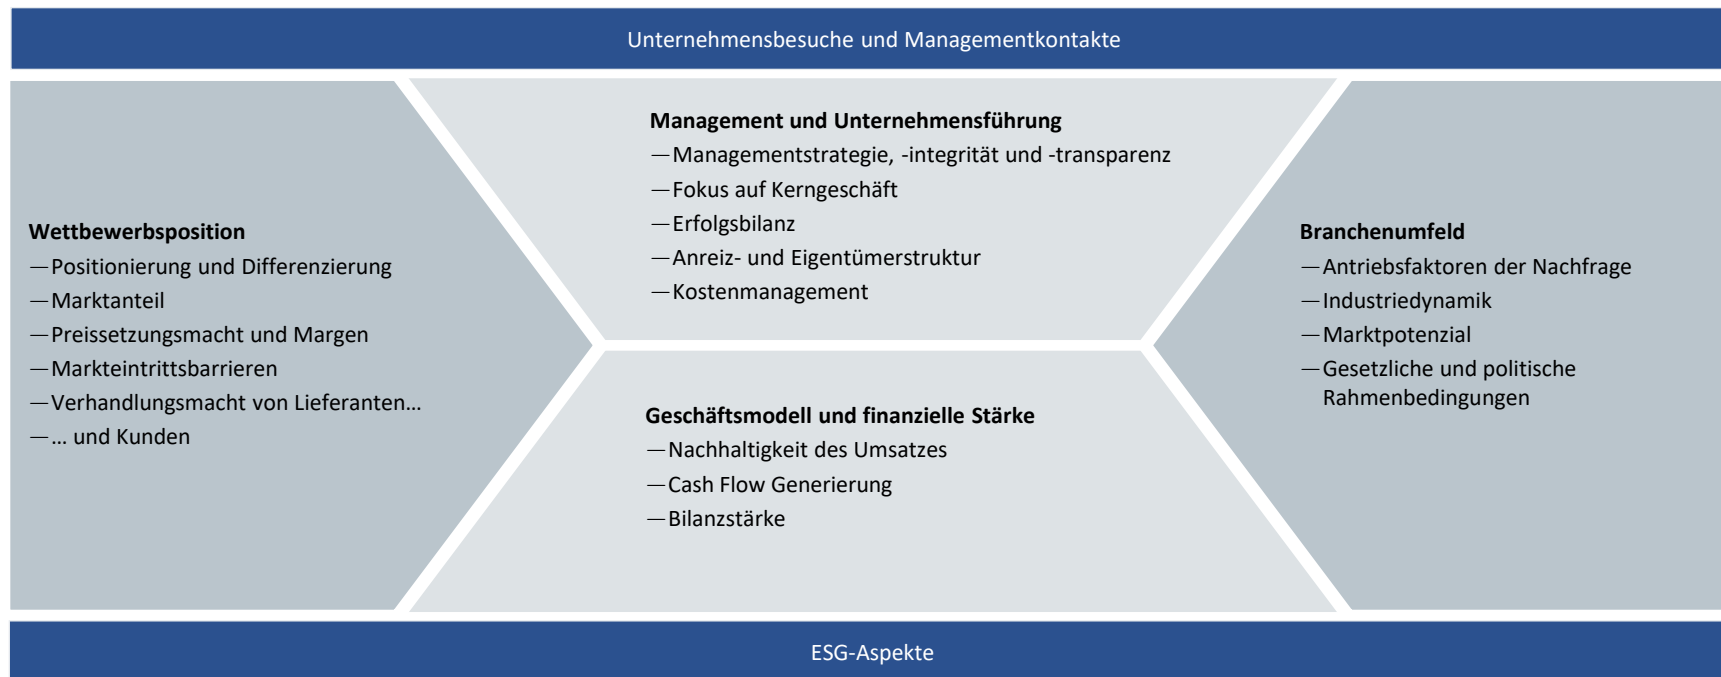 Unternehmensbesuche und Managementkontakte
Management und Unternehmensführung
—Managementstrategie, -integrität und -transparenz
—Fokus auf Kerngeschäft
—Erfolgsbilanz
—Anreiz- und Eigentümerstruktur
—Kostenmanagement
Wettbewerbsposition
—Positionierung und Differenzierung
—Marktanteil
—Preissetzungsmacht und Margen
—Markteintrittsbarrieren
—Verhandlungsmacht von Lieferanten…
—… und Kunden
Branchenumfeld
—Antriebsfaktoren der Nachfrage
—Industriedynamik
—Marktpotenzial
—Gesetzliche und politische
Rahmenbedingungen
Geschäftsmodell und finanzielle Stärke
—Nachhaltigkeit des Umsatzes
—Cash Flow Generierung
—Bilanzstärke
ESG-Aspekte